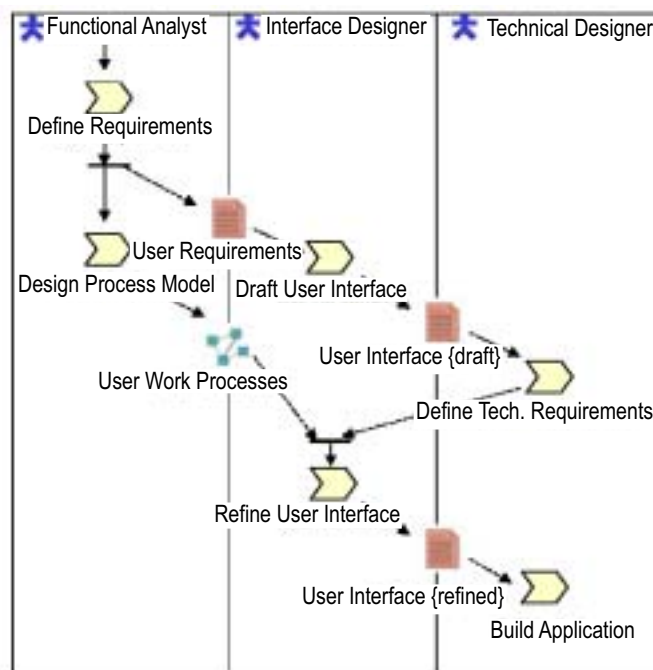 Functional Analyst
Interface Designer
Technical Designer
Define Requirements
User Requirements
Design Process Model
Draft User Interface
User Interface {draft}
User Work Processes
Define Tech. Requirements
Refine User Interface
User Interface {refined}
Build Application